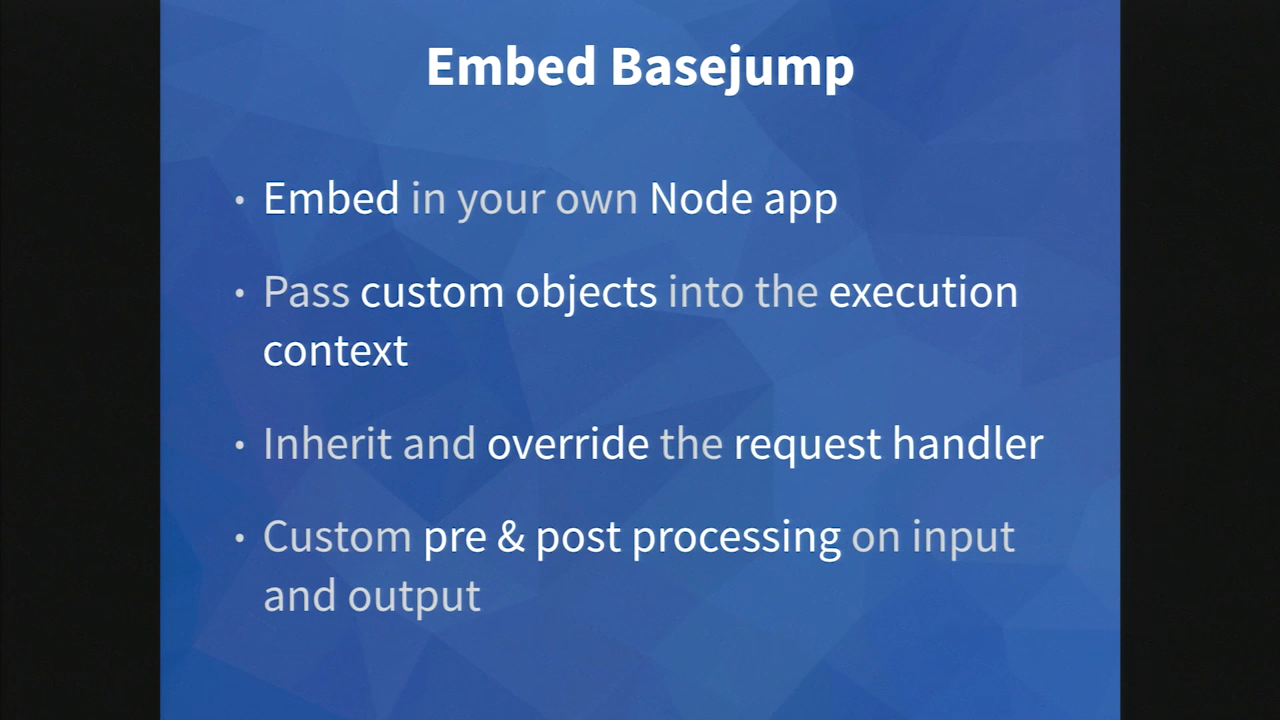 Embed Basejump
• Embed in your own Node app
• Pass custom objects into the execution
context
• Inherit and override the request handler
• Custom pre & post processing on input
and output